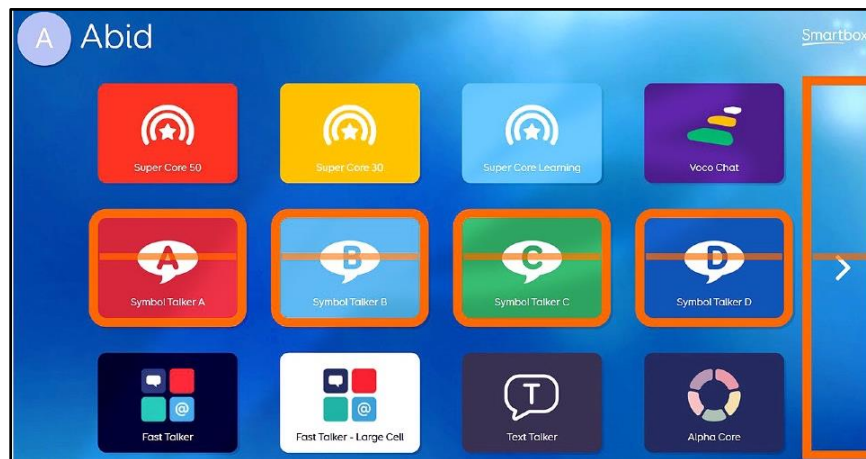 A Abid
Smartbox
Super Core 50
Super Core 30
Super Core Learning
Voco Chat
A
B
C
D
Symbol Talker A
Symbol Talker B
Symbol Talker C
Symbol Talker D
@
@
T
Fast Talker
Fast Talker - Large Cell
Text Talker
Alpha Core